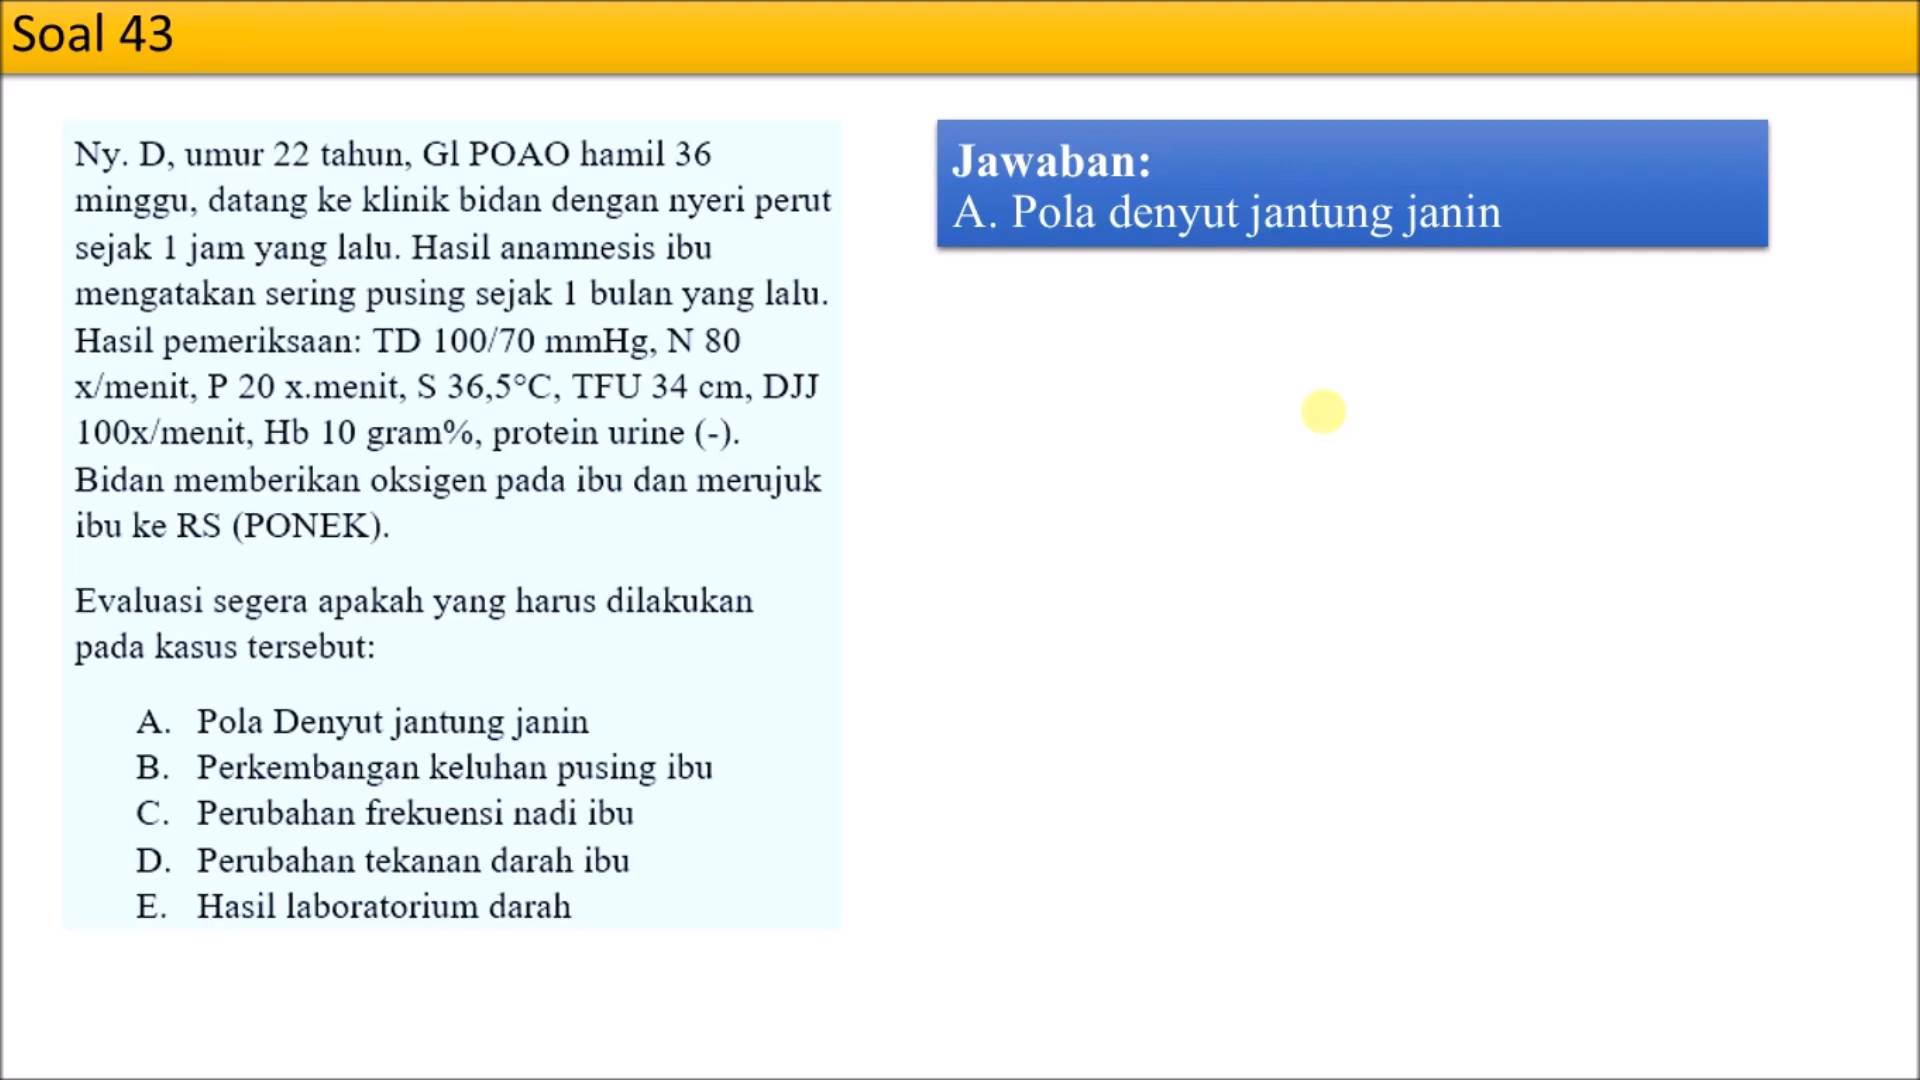 Soal 43
Ny. D, umur 22 tahun, Gl POAO hamil 36
minggu, datang ke klinik bidan dengan nyeri perut
sejak 1 jam yang lalu. Hasil anamnesis ibu
mengatakan sering pusing sejak 1 bulan yang lalu.
Hasil pemeriksaan: TD 100/70 mmHg, N 80
x/menit, P 20 x.menit, S 36,5°C, TFU 34 cm, DJJ
100x/menit, Hb 10 gram%, protein urine (-).
Bidan memberikan oksigen pada ibu dan merujuk
ibu ke RS (PONEK).
Evaluasi segera apakah yang harus dilakukan
pada kasus tersebut:
A. Pola Denyut jantung janin
B. Perkembangan keluhan pusing ibu
C. Perubahan frekuensi nadi ibu
D. Perubahan tekanan darah ibu
E. Hasil laboratorium darah
Jawaban:
A. Pola denyut jantung janin